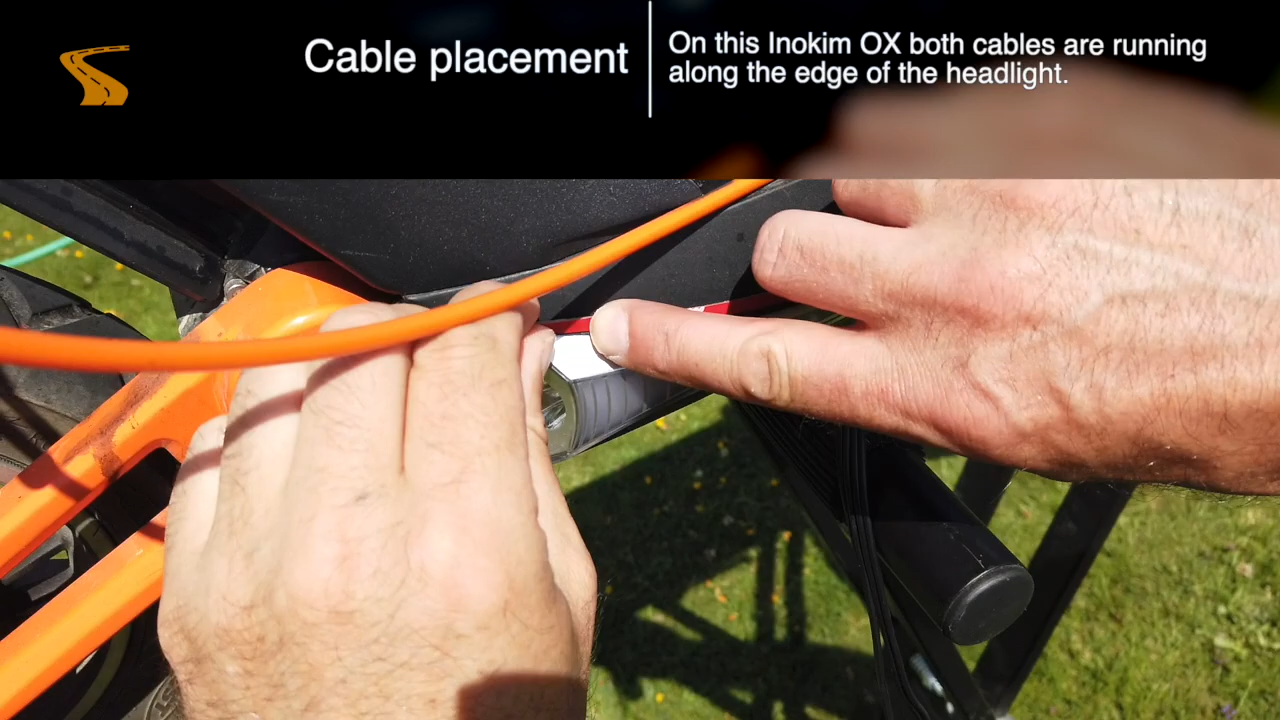 Cable placement
On this Inokim OX both cables are running
along the edge of the headlight.